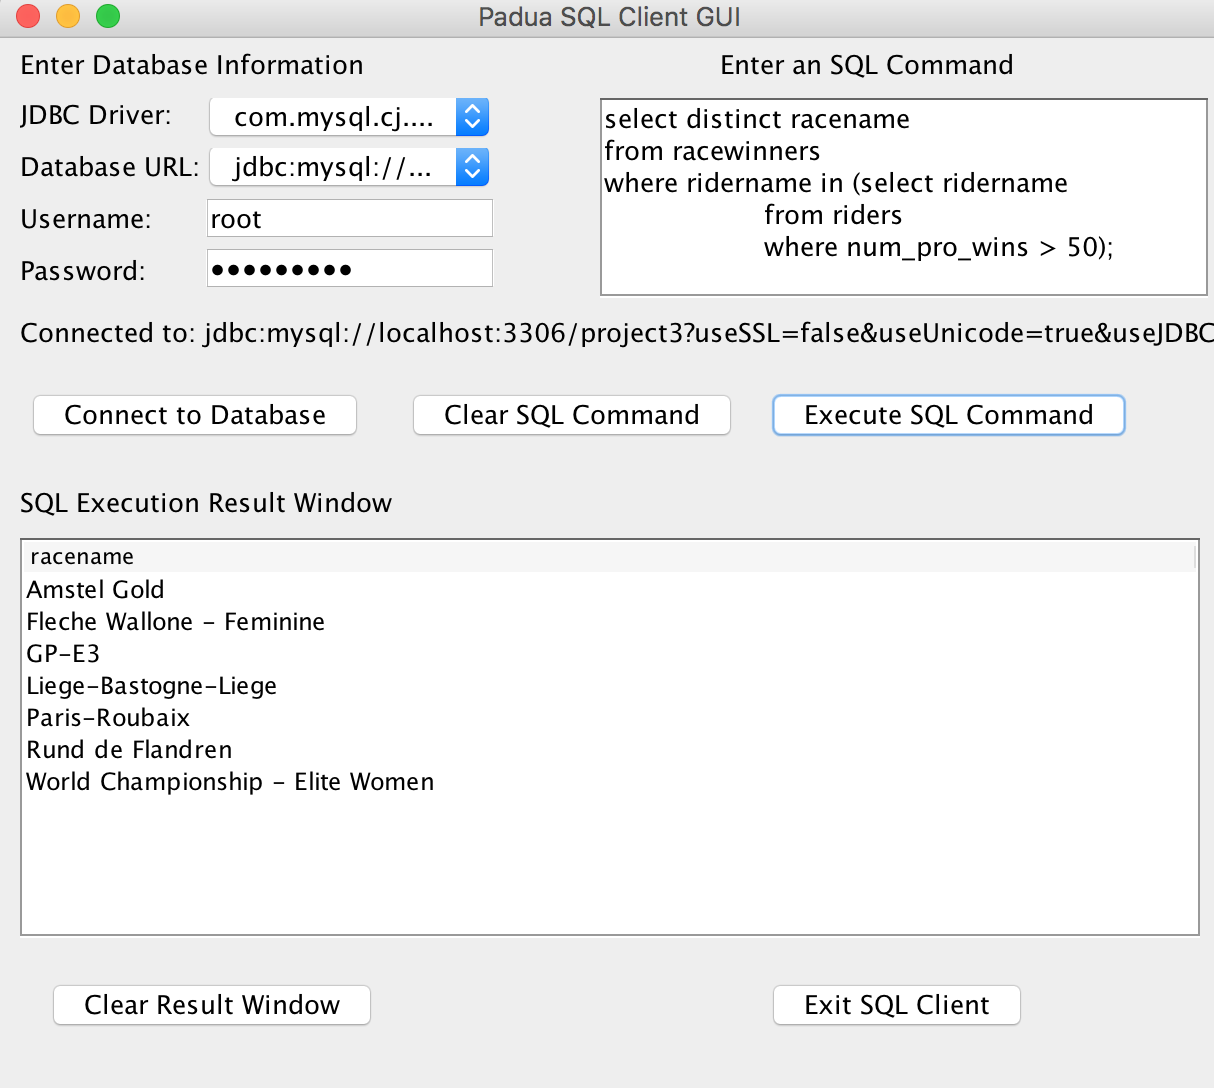 Padua SQL Client GUI
Enter Database Information
Enter an SQL Command
JDBC Driver:
com.mysql.cj....
Database URL:
jdbc:mysql://...
Username:
root
Password:
●●●●●●●●●
select distinct racename
from racewinners
where ridername in (select ridername
from riders
where num_pro_wins > 50);
Connected to: jdbc:mysql://localhost:3306/project3?useSSL=false&useUnicode=true&useJDBC
Connect to Database
Clear SQL Command
Execute SQL Command
SQL Execution Result Window
racename
Amstel Gold
Fleche Wallone - Feminine
GP-E3
Liege-Bastogne-Liege
Paris-Roubaix
Rund de Flandren
World Championship - Elite Women
Clear Result Window
Exit SQL Client